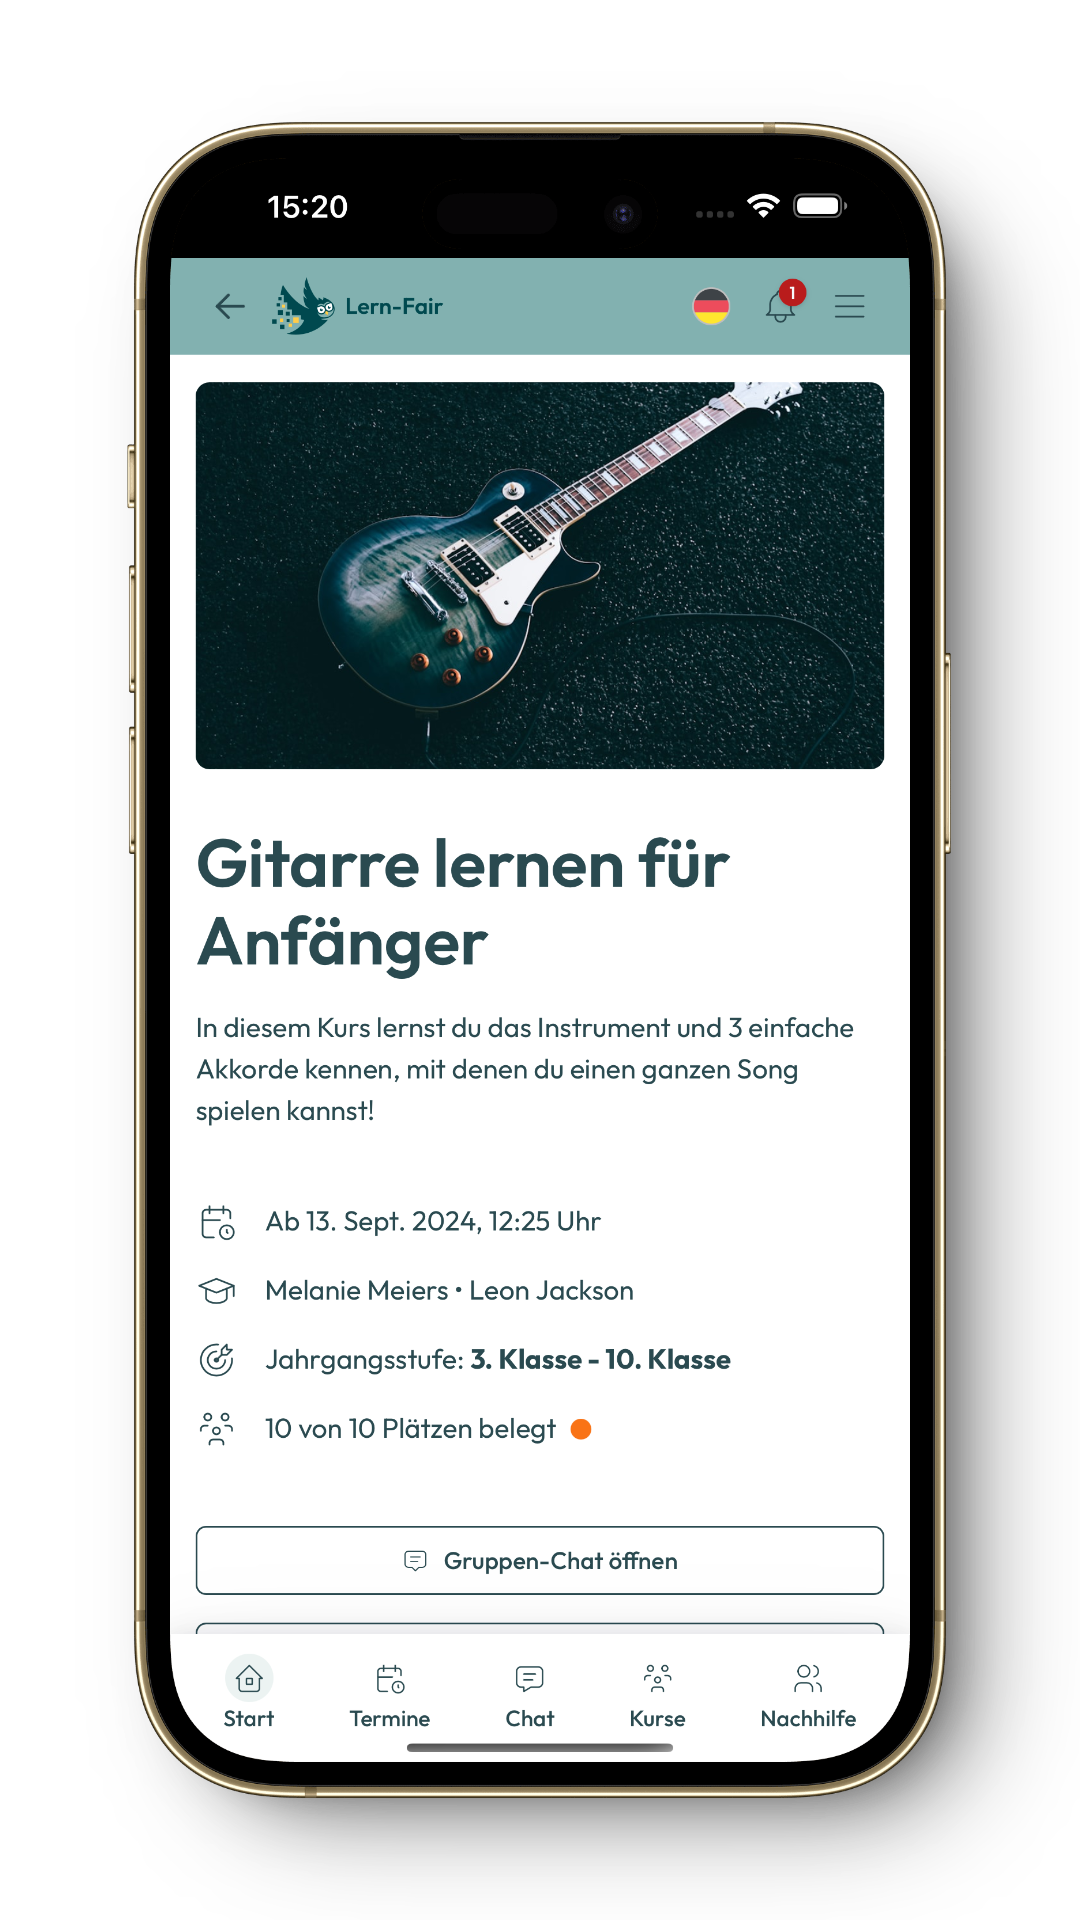 15:20
Lern-Fair
1
Gitarre lernen für
Anfänger
In diesem Kurs lernst du das Instrument und 3 einfache
Akkorde kennen, mit denen du einen ganzen Song
spielen kannst!
Ab 13. Sept. 2024, 12:25 Uhr
Melanie Meiers • Leon Jackson
Jahrgangsstufe: 3. Klasse - 10. Klasse
10 von 10 Plätzen belegt
Gruppen-Chat öffnen
Start Termine Chat Kurse Nachhilfe